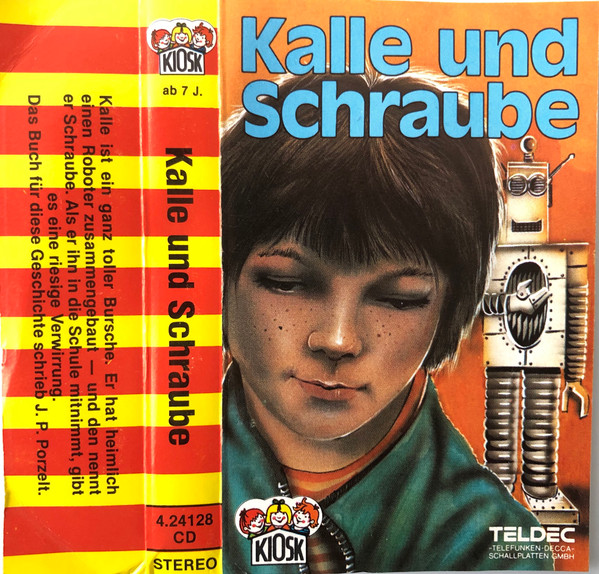 Kalle ist ein ganz toller Bursche. Er hat heimlich
einen Roboter zusammengebaut — und den nennt
er Schraube. Als er ihn in die Schule mitnimmt, gibt
es eine riesige Verwirrung.
Das Buch für diese Geschichte schrieb J. P. Porzelt.
KIOSK
ab 7 J.
Kalle und Schraube
4.24128
CD
STEREO
Kalle und
Schraube
KIOSK
TELDEC
-TELEFUNKEN-DECCA-
SCHALLPLATTEN GMBH